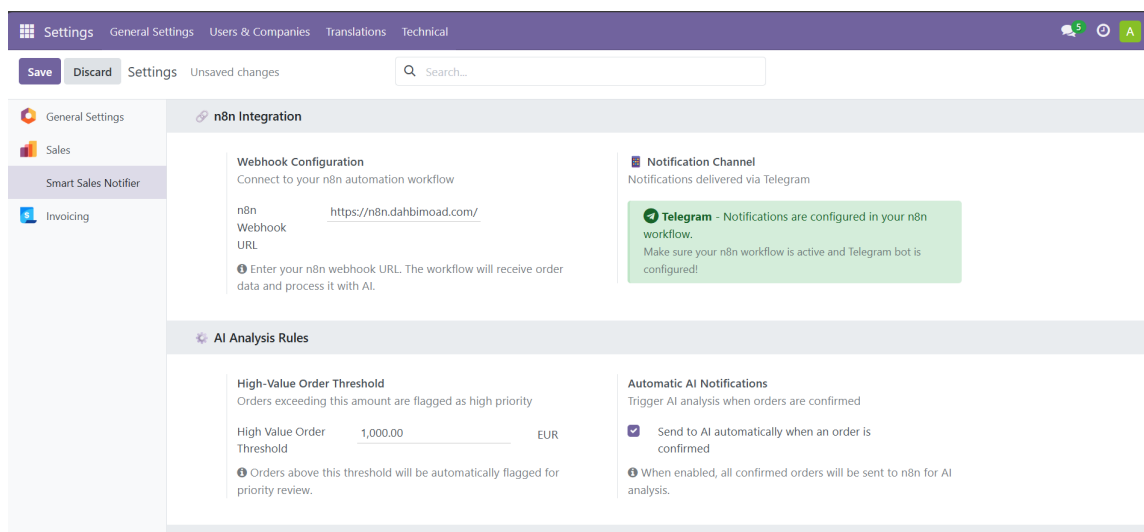 Settings General Settings Users & Companies Translations Technical 5 A
Save Discard Settings Unsaved changes Search...
General Settings
Sales
Smart Sales Notifier
Invoicing
n8n Integration
Webhook Configuration
Connect to your n8n automation workflow
n8n
Webhook
URL
https://n8n.dahbimoad.com/
Enter your n8n webhook URL. The workflow will receive order
data and process it with AI.
Notification Channel
Notifications delivered via Telegram
Telegram - Notifications are configured in your n8n
workflow.
Make sure your n8n workflow is active and Telegram bot is
configured!
AI Analysis Rules
High-Value Order Threshold
Orders exceeding this amount are flagged as high priority
High Value Order
Threshold
1,000.00 EUR
Orders above this threshold will be automatically flagged for
priority review.
Automatic AI Notifications
Trigger AI analysis when orders are confirmed
Send to AI automatically when an order is
confirmed
When enabled, all confirmed orders will be sent to n8n for AI
analysis.